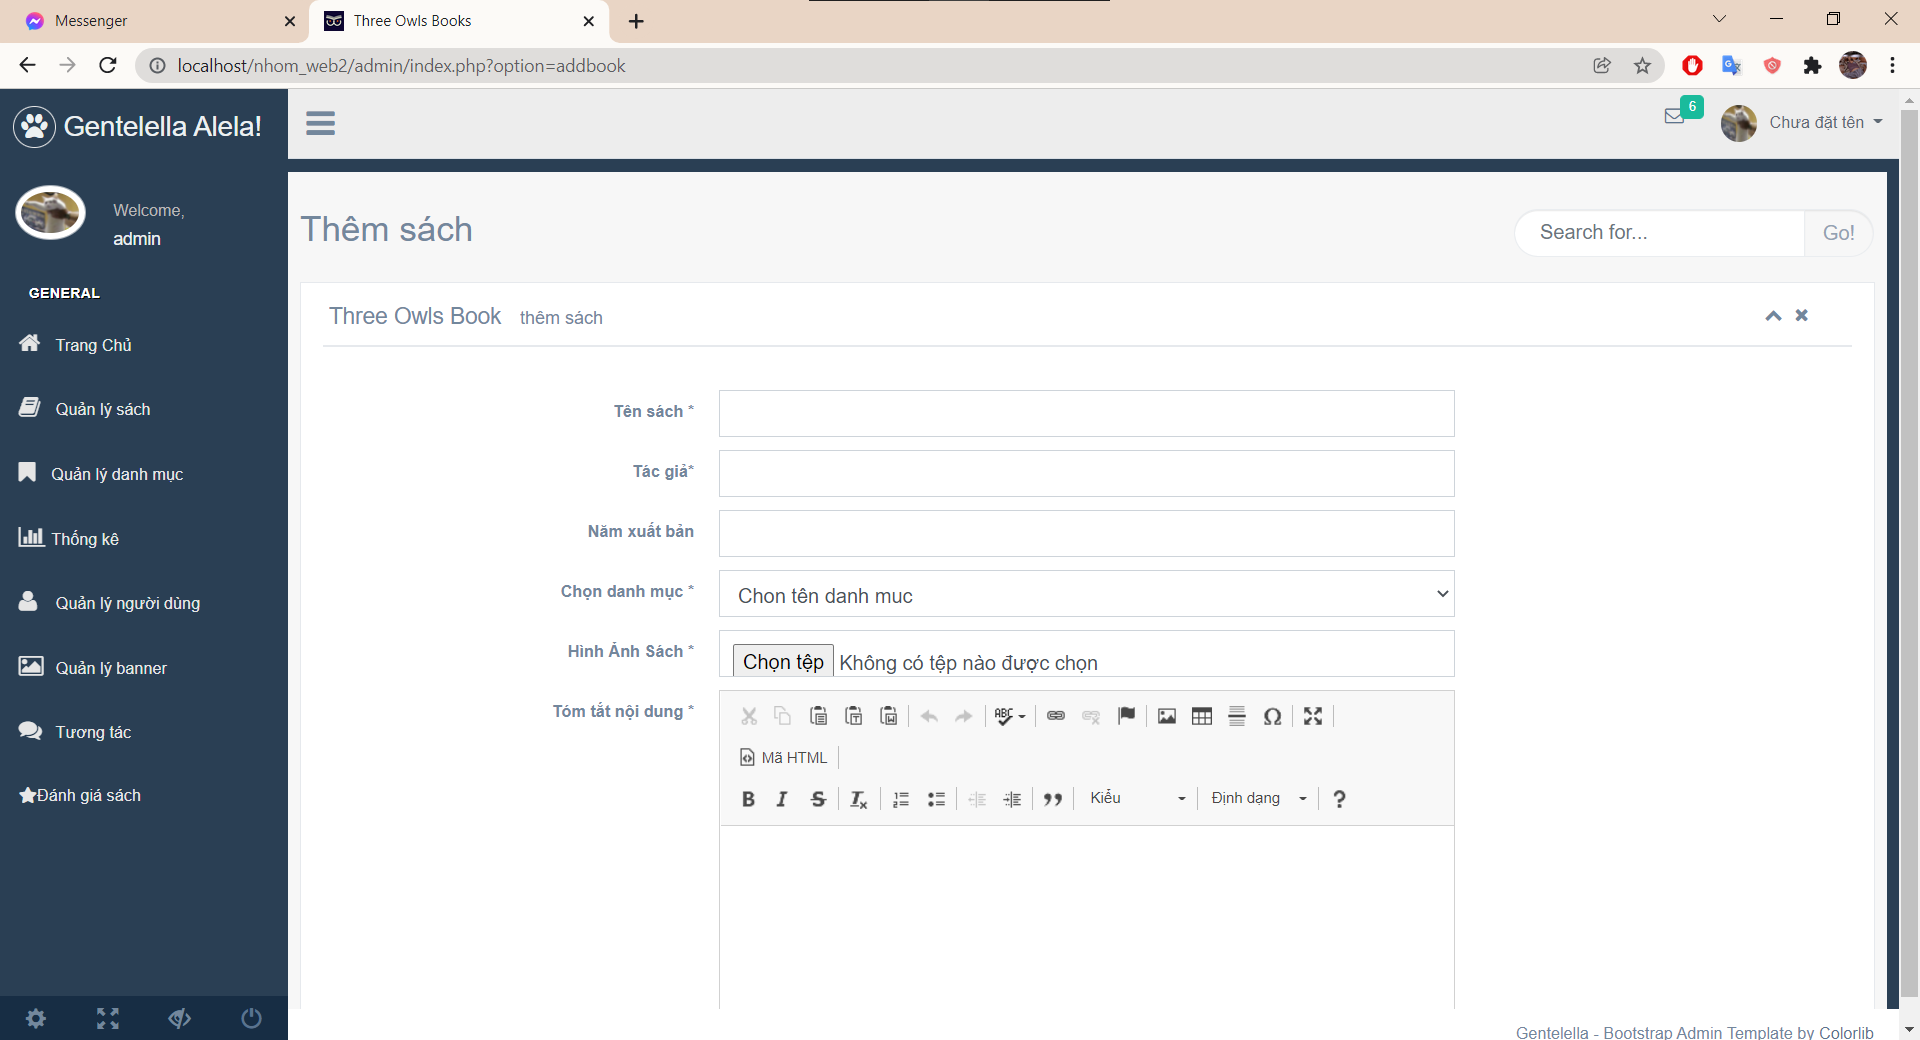 Messenger
Three Owls Books
localhost/nhom_web2/admin/index.php?option=addbook
Gentelella Alela!
6
Chưa đặt tên
Welcome,
admin
Thêm sách
Search for...
Go!
GENERAL
Three Owls Book thêm sách
Trang Chủ
Quản lý sách
Quản lý danh mục
Thống kê
Quản lý người dùng
Quản lý banner
Tương tác
Đánh giá sách
Tên sách *
Tác giả*
Năm xuất bản
Chọn danh mục *
Chon tên danh muc
Hình Ảnh Sách *
Chọn tệp Không có tệp nào được chọn
Tóm tắt nội dung *
ABC
Mã HTML
B I S Tx
Kiểu
Định dạng
?
Gentelella - Bootstrap Admin Template by Colorlib